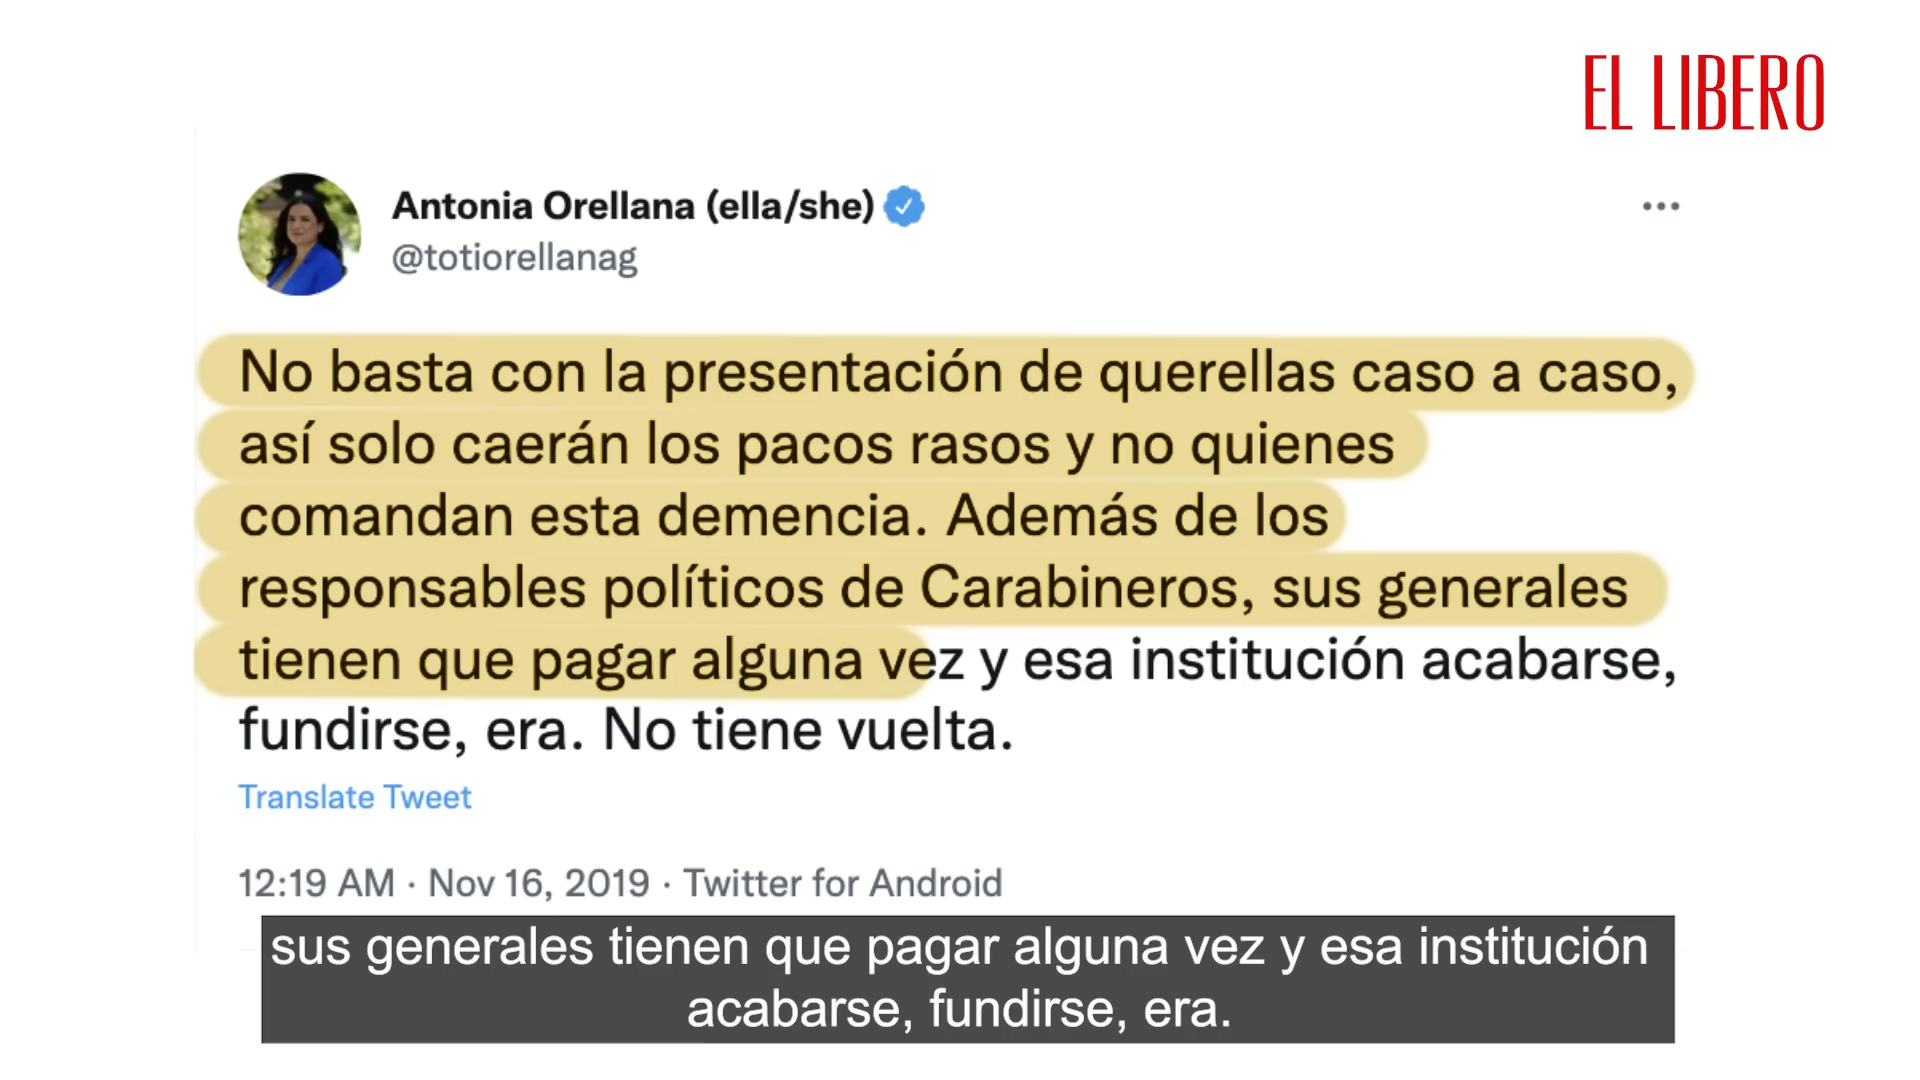 EL LIBERO
Antonia Orellana (ella/she)
@totiorellanag
No basta con la presentación de querellas caso a caso,
así solo caerán los pacos rasos y no quienes
comandan esta demencia. Además de los
responsables políticos de Carabineros, sus generales
tienen que pagar alguna vez y esa institución acabarse,
fundirse, era. No tiene vuelta.
Translate Tweet
12:19 AM · Nov 16, 2019 · Twitter for Android
sus generales tienen que pagar alguna vez y esa institución
acabarse, fundirse, era.